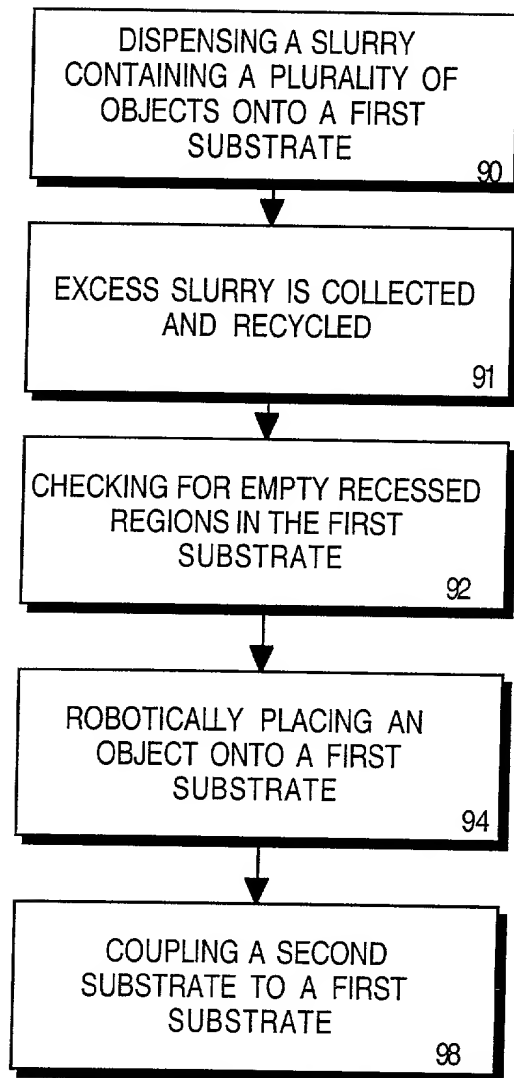 DISPENSING A SLURRY
CONTAINING A PLURALITY OF
OBJECTS ONTO A FIRST
SUBSTRATE
90
EXCESS SLURRY IS COLLECTED
AND RECYCLED
91
CHECKING FOR EMPTY RECESSED
REGIONS IN THE FIRST
SUBSTRATE
92
ROBOTICALLY PLACING AN
OBJECT ONTO A FIRST
SUBSTRATE
94
COUPLING A SECOND
SUBSTRATE TO A FIRST
SUBSTRATE
98